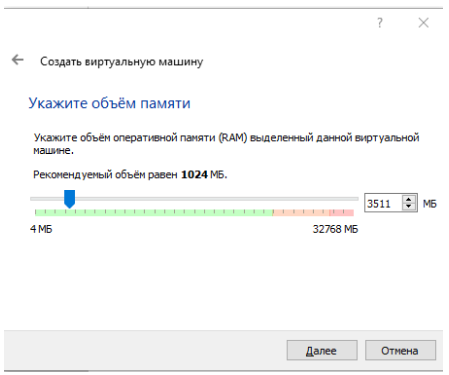 ?
Создать виртуальную машину
Укажите объём памяти
Укажите объём оперативной памяти (RAM) выделенный данной виртуальной
машине.
Рекомендуемый объём равен 1024 МБ.
3511 МБ
4 МБ 32768 МБ
Далее Отмена